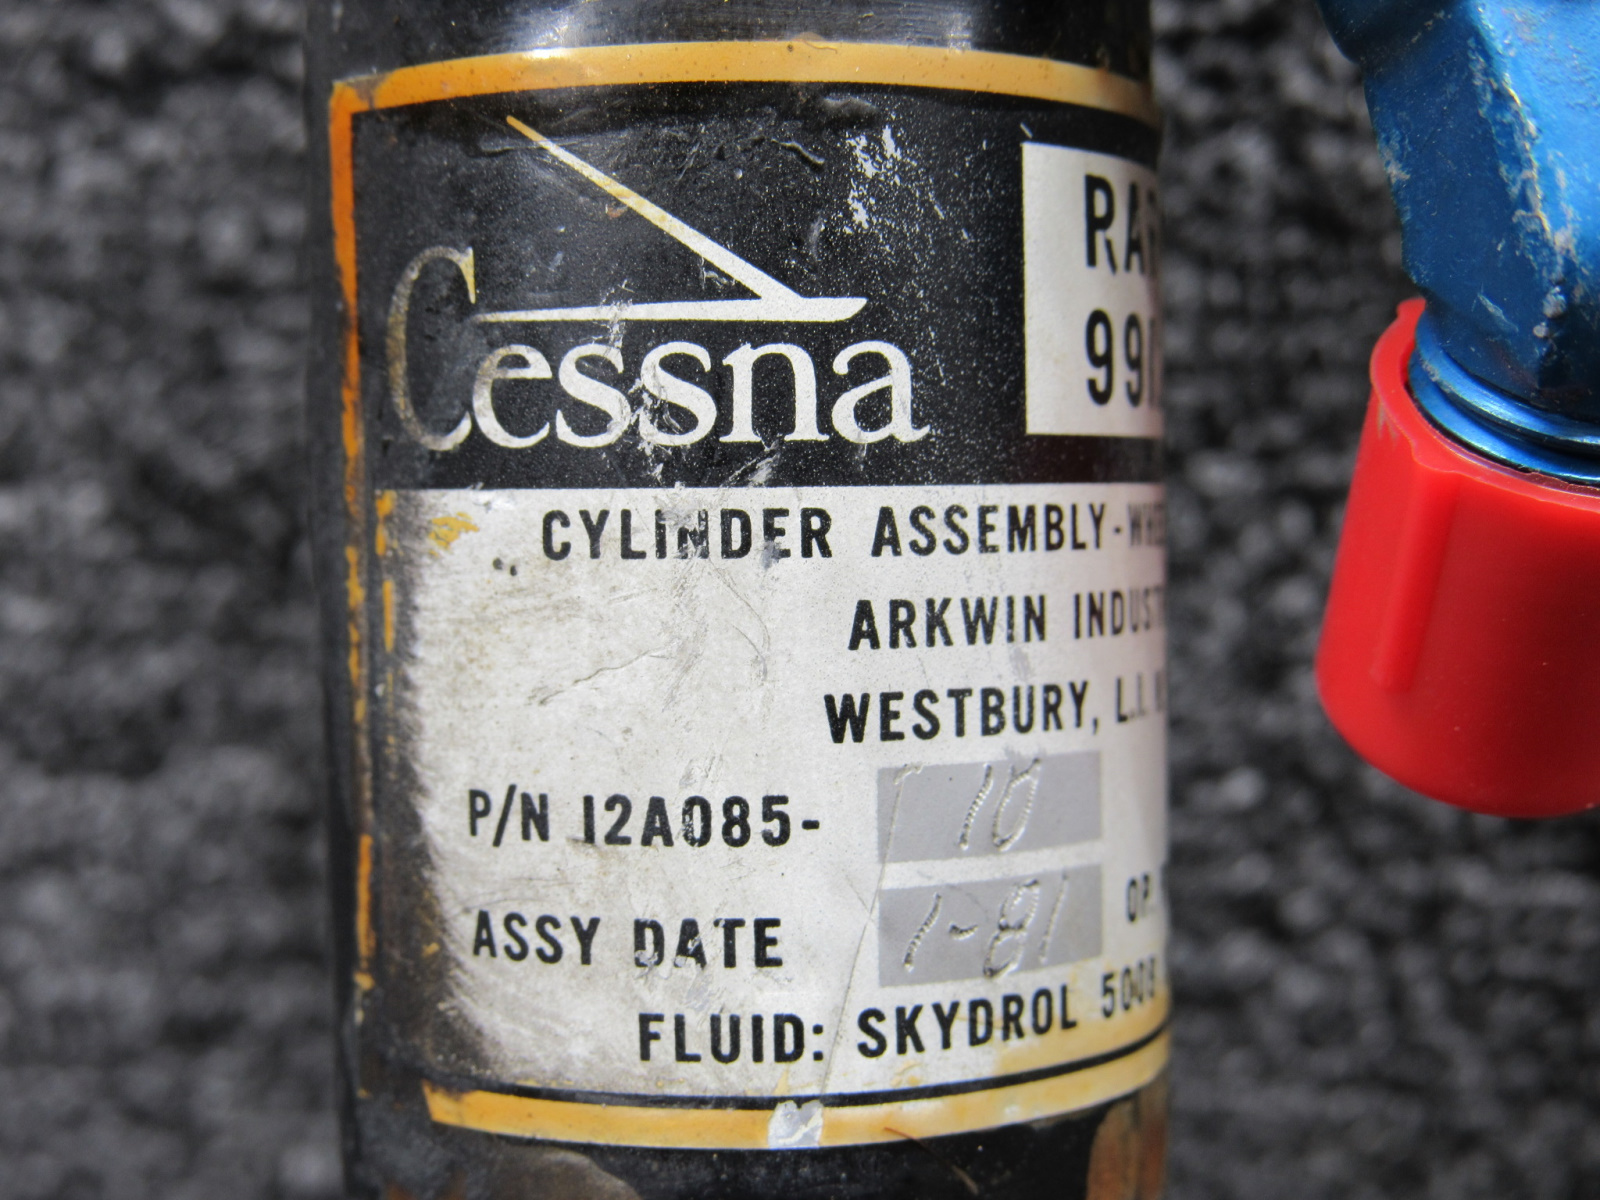 Cessna
CYLINDER ASSEMBLY-
ARKWIN
WESTBURY, L.I.
P/N 12A085- 10
ASSY DATE 1-81
FLUID: SKYDROL